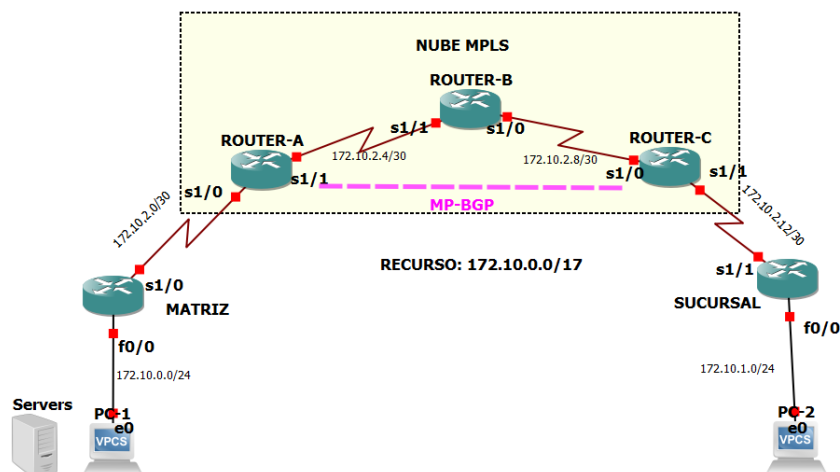 NUBE MPLS
ROUTER-B
s1/1
s1/0
ROUTER-A
172.10.2.4/30
172.10.2.8/30
ROUTER-C
s1/0
s1/1
s1/0
s1/1
MP-BGP
172.10.2.0/30
172.10.2.12/30
RECURSO: 172.10.0.0/17
s1/0
MATRIZ
s1/1
SUCURSAL
f0/0
f0/0
172.10.0.0/24
172.10.1.0/24
Servers
PC-1
e0
VPCS
PC-2
e0
VPCS